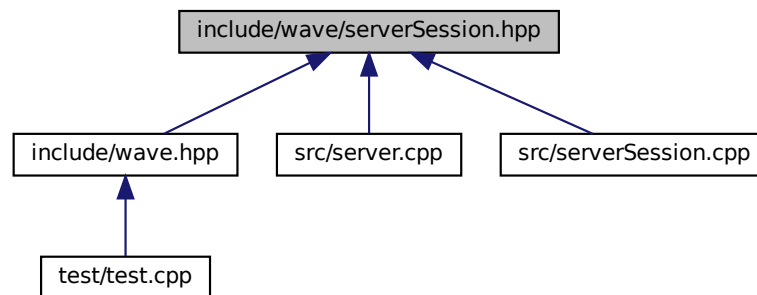 include/wave/serverSession.hpp
include/wave.hpp
src/server.cpp
src/serverSession.cpp
test/test.cpp